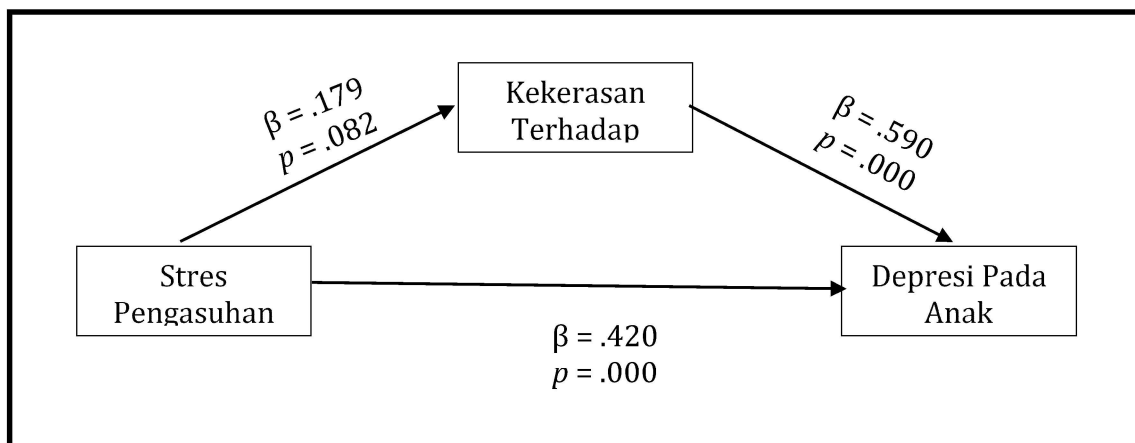 β = .179
p = .082
Kekerasan
Terhadap
β = .590
p = .000
Stres
Pengasuhan
Depresi Pada
Anak
β = .420
p = .000